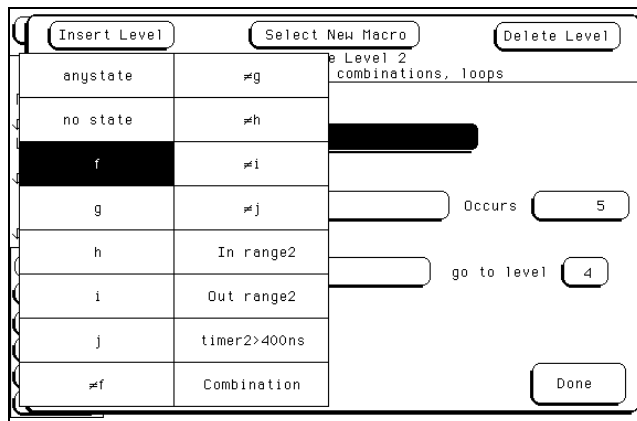 Insert Level Select New Macro Delete Level
e Level 2
combinations, loops
anystate ≠g
no state ≠h
f ≠i
g ≠j
Occurs 5
h In range2
go to level 4
i Out range2
j timer2>400ns
≠f Combination
Done